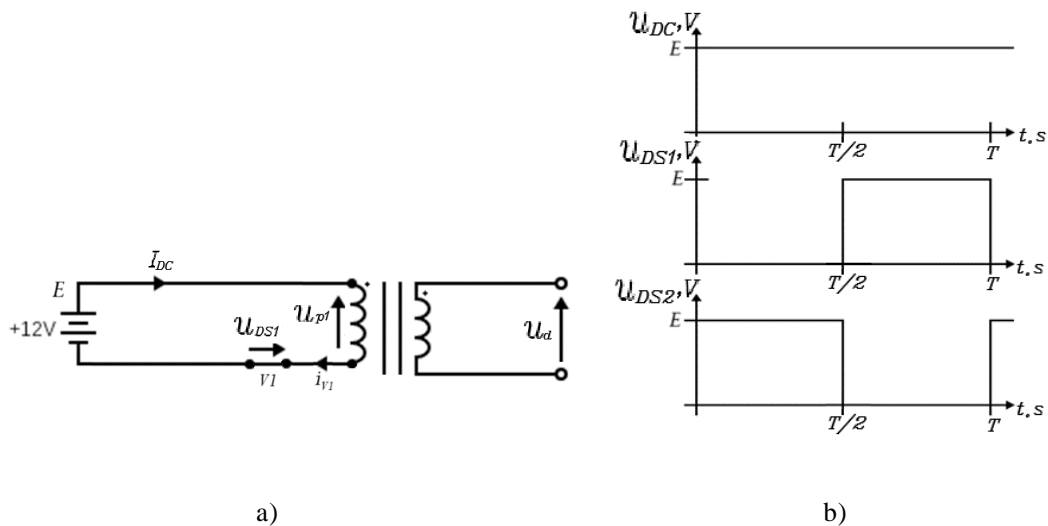 I_DC
E
+12V
u_DS1
V1
i_V1
u_p1
u_d
a)
u_DC,V
E
T/2
T
t.s
u_DS1,V
E
T/2
T
t.s
u_DS2,V
E
T/2
T
t.s
b)